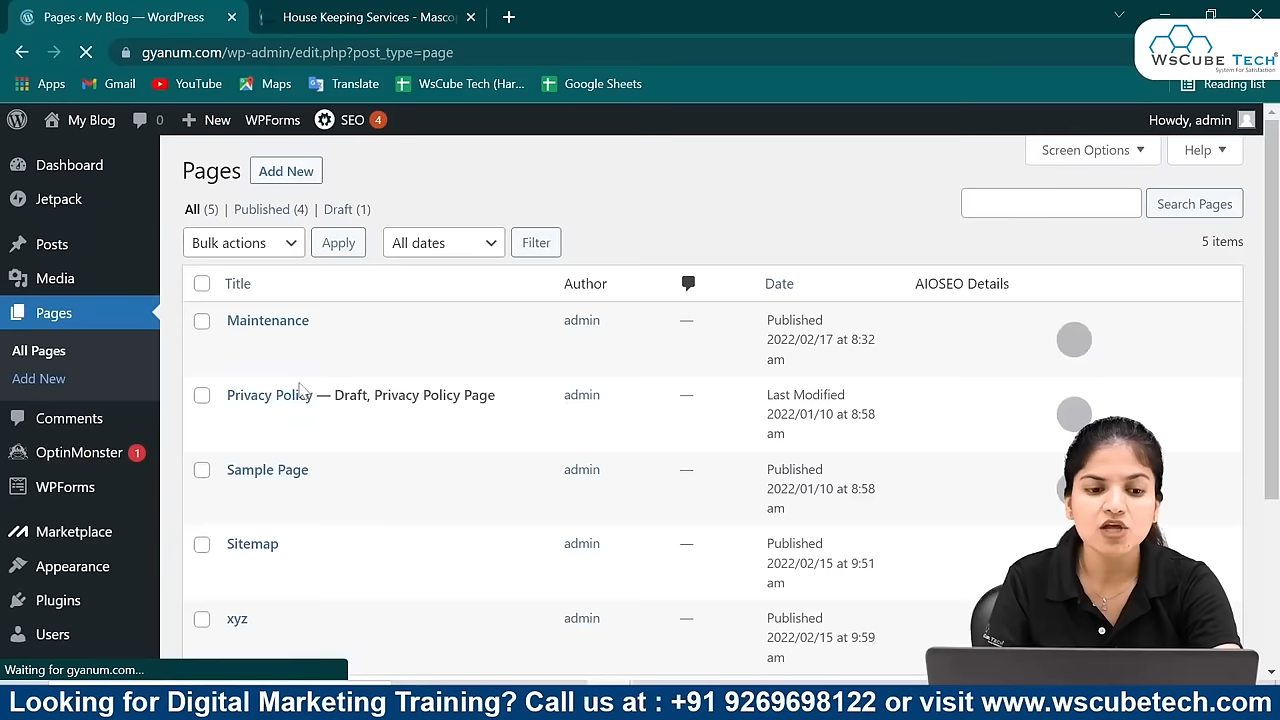 Pages ‹ My Blog — WordPress
House Keeping Services - Masco
gyanum.com/wp-admin/edit.php?post_type=page
WsCube Tech
System For Satisfaction
Apps Gmail YouTube Maps Translate WsCube Tech (Har... Google Sheets Reading list
My Blog 0 New WPForms SEO 4 Howdy, admin
Dashboard
Jetpack
Posts
Media
Pages
All Pages
Add New
Comments
OptinMonster 1
WPForms
Marketplace
Appearance
Plugins
Users
Screen Options Help
Pages Add New
All (5) | Published (4) | Draft (1)
Search Pages
Bulk actions Apply All dates Filter 5 items
Title Author Date AIOSEO Details
Maintenance admin — Published
2022/02/17 at 8:32
am
Privacy Policy — Draft, Privacy Policy Page admin — Last Modified
2022/01/10 at 8:58
am
Sample Page admin — Published
2022/01/10 at 8:58
am
Sitemap admin — Published
2022/02/15 at 9:51
am
xyz admin — Published
2022/02/15 at 9:59
am
Waiting for gyanum.com...
Looking for Digital Marketing Training? Call us at : +91 9269698122 or visit www.wscubetech.com